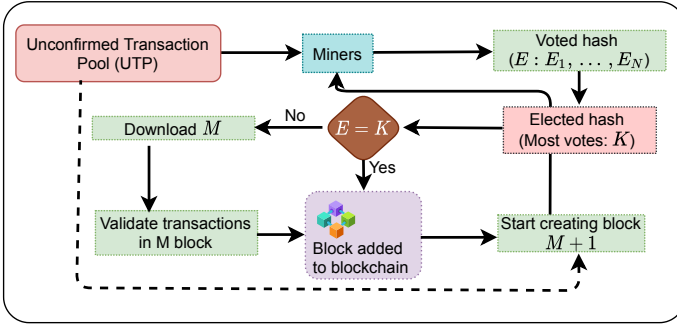 Unconfirmed Transaction
Pool (UTP)
Miners
Voted hash
(E : E₁, . . . , E_N)
Elected hash
(Most votes: K)
E = K
No
Yes
Download M
Validate transactions
in M block
Block added
to blockchain
Start creating block
M + 1